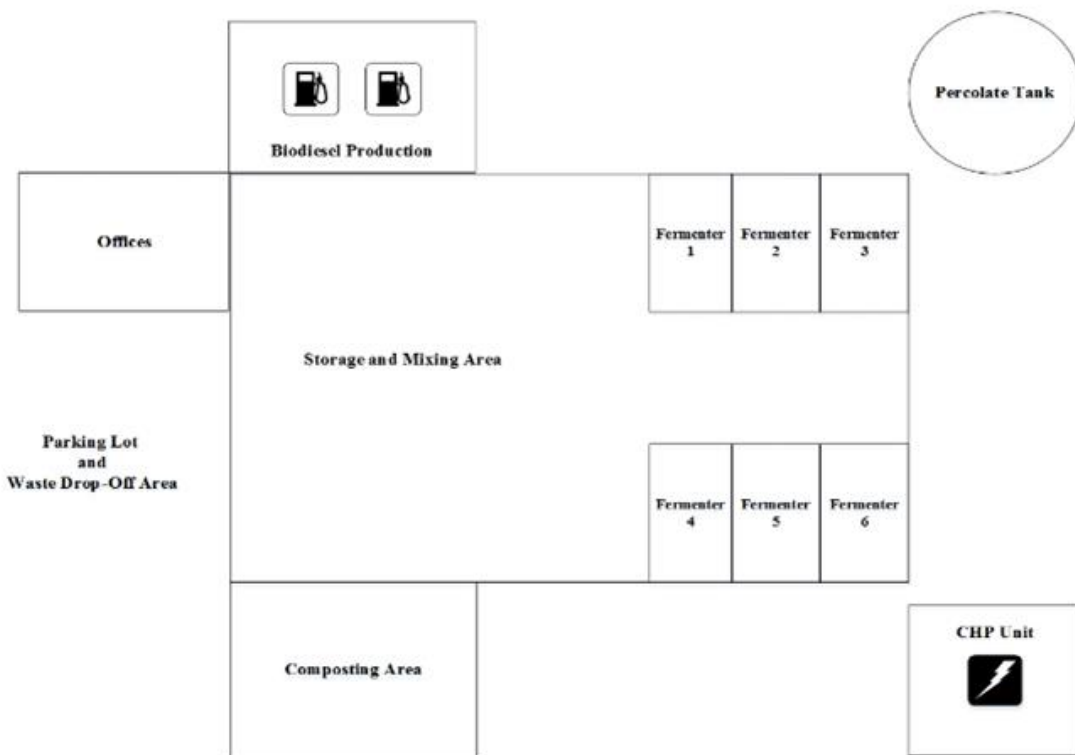 Biodiesel Production
Percolate Tank
Offices
Fermenter
1
Fermenter
2
Fermenter
3
Storage and Mixing Area
Parking Lot
and
Waste Drop-Off Area
Fermenter
4
Fermenter
5
Fermenter
6
Composting Area
CHP Unit